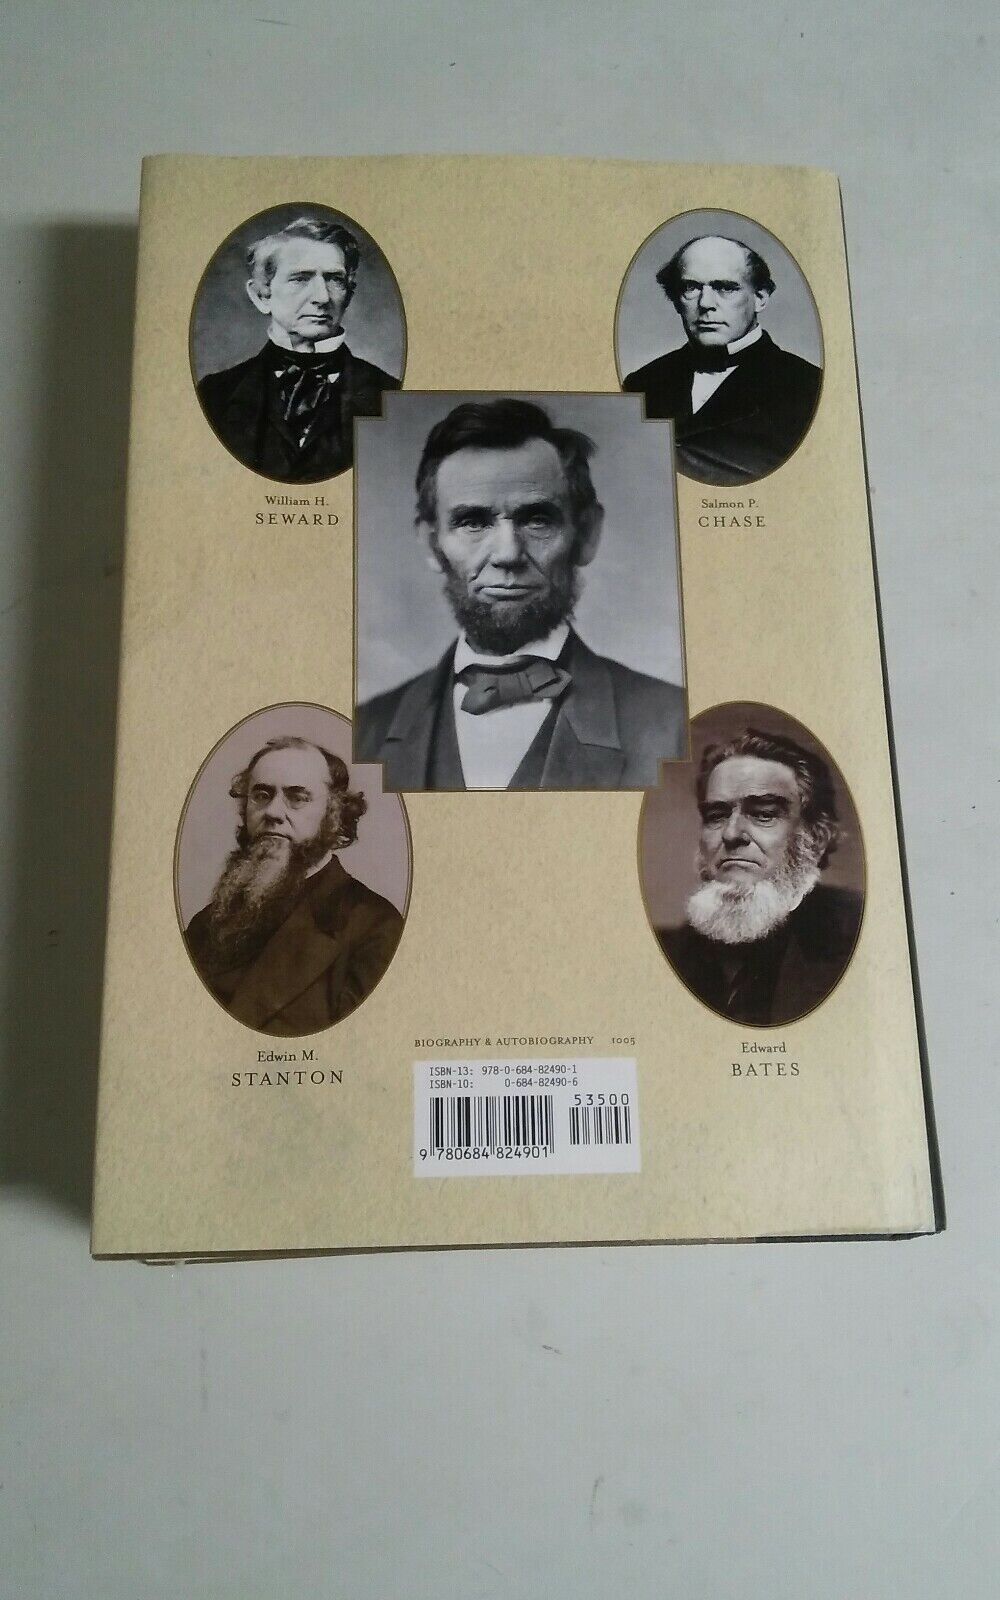 William H.
SEWARD
Salmon P.
CHASE
Edwin M.
STANTON
Edward
BATES
BIOGRAPHY & AUTOBIOGRAPHY 1005
ISBN-13: 978-0-684-82490-1
ISBN-10: 0-684-82490-6
53500
9 780684 824901